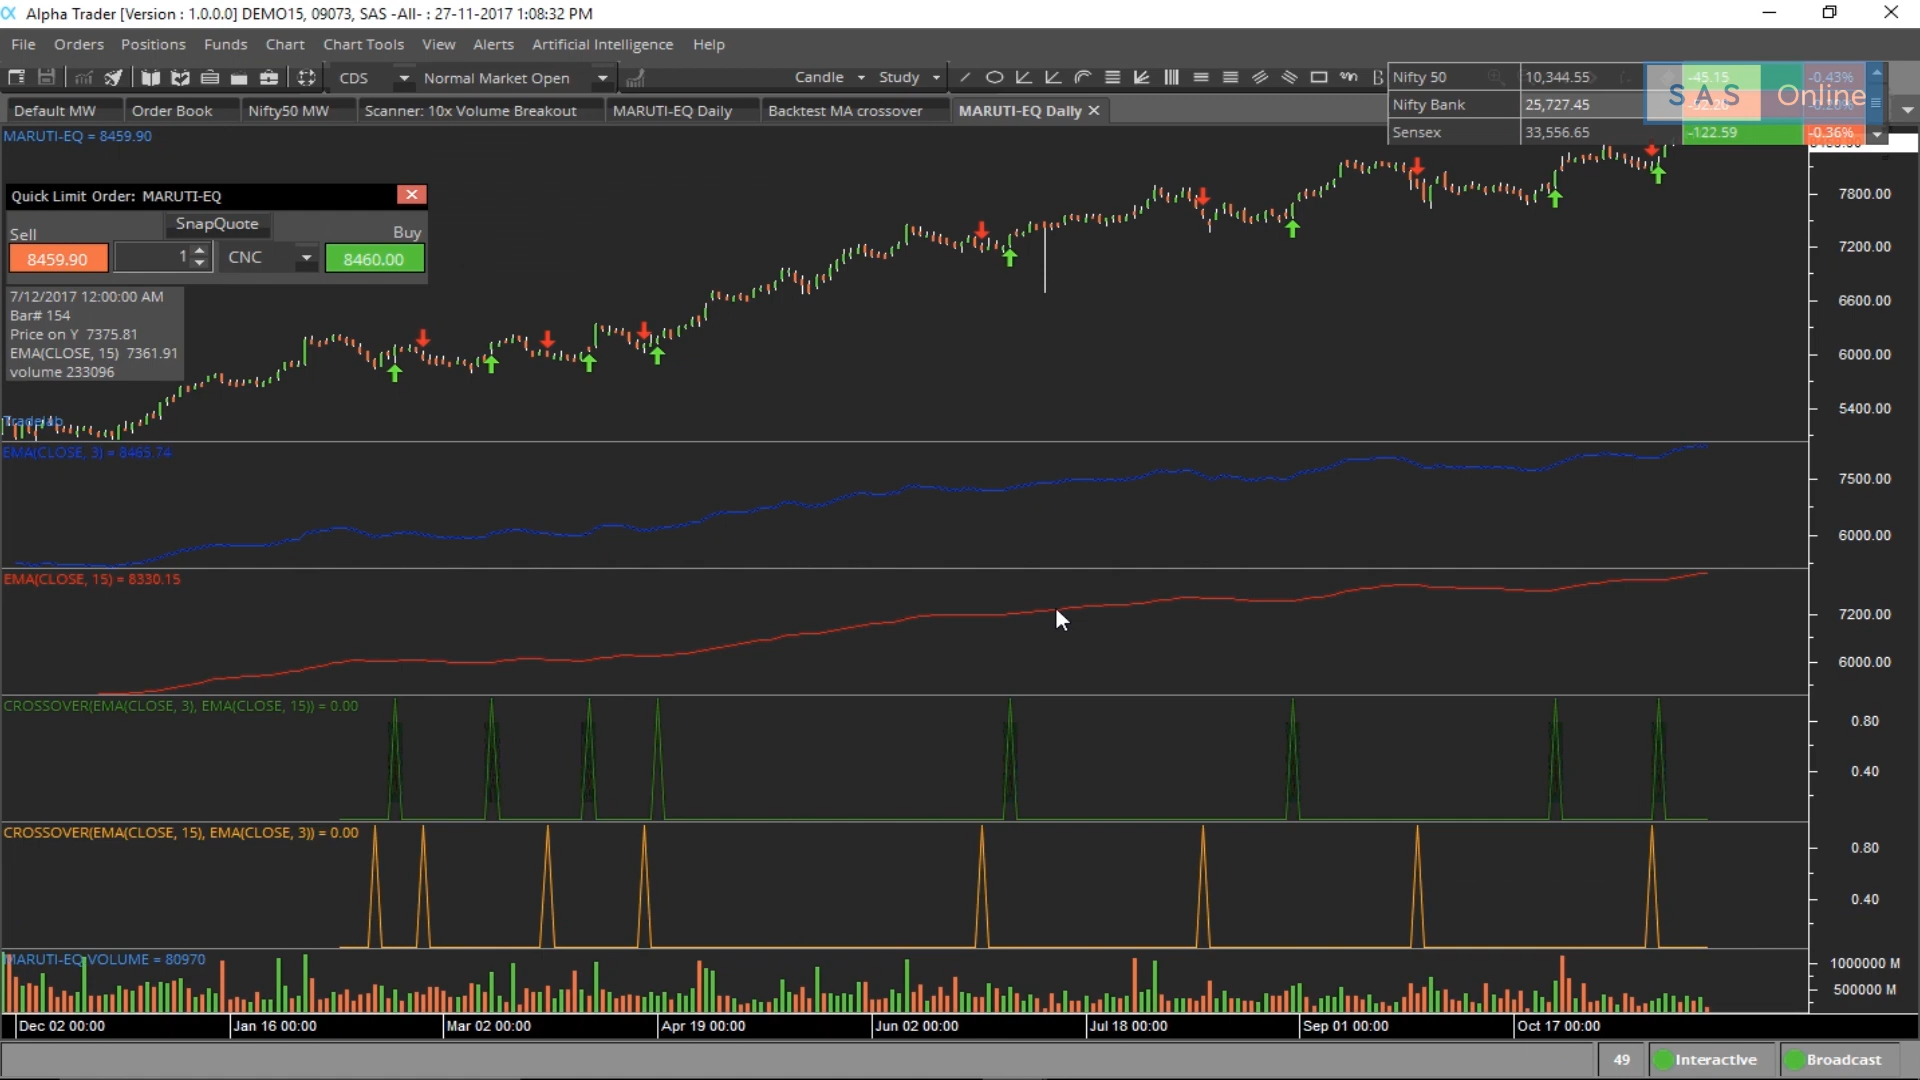 Alpha Trader [Version : 1.0.0.0] DEMO15, 09073, SAS -All- : 27-11-2017 1:08:32 PM
File Orders Positions Funds Chart Chart Tools View Alerts Artificial Intelligence Help
CDS Normal Market Open Candle Study
Nifty 50 10,344.55 -45.15 -0.43%
Nifty Bank 25,727.45
Sensex 33,556.65 -122.59 -0.36%
SAS Online
Default MW Order Book Nifty50 MW Scanner: 10x Volume Breakout MARUTI-EQ Daily Backtest MA crossover MARUTI-EQ Daily
MARUTI-EQ = 8459.90
Quick Limit Order: MARUTI-EQ
SnapQuote
Sell Buy
8459.90 1 CNC 8460.00
7/12/2017 12:00:00 AM
Bar# 154
Price on Y 7375.81
EMA(CLOSE, 15) 7361.91
volume 233096
Tradelab
7800.00
7200.00
6600.00
6000.00
5400.00
EMA(CLOSE, 3) = 8465.74
7500.00
6000.00
EMA(CLOSE, 15) = 8330.15
7200.00
6000.00
CROSSOVER(EMA(CLOSE, 3), EMA(CLOSE, 15)) = 0.00
0.80
0.40
CROSSOVER(EMA(CLOSE, 15), EMA(CLOSE, 3)) = 0.00
0.80
0.40
MARUTI-EQ VOLUME = 80970
1000000 M
500000 M
Dec 02 00:00 Jan 16 00:00 Mar 02 00:00 Apr 19 00:00 Jun 02 00:00 Jul 18 00:00 Sep 01 00:00 Oct 17 00:00
49 Interactive Broadcast